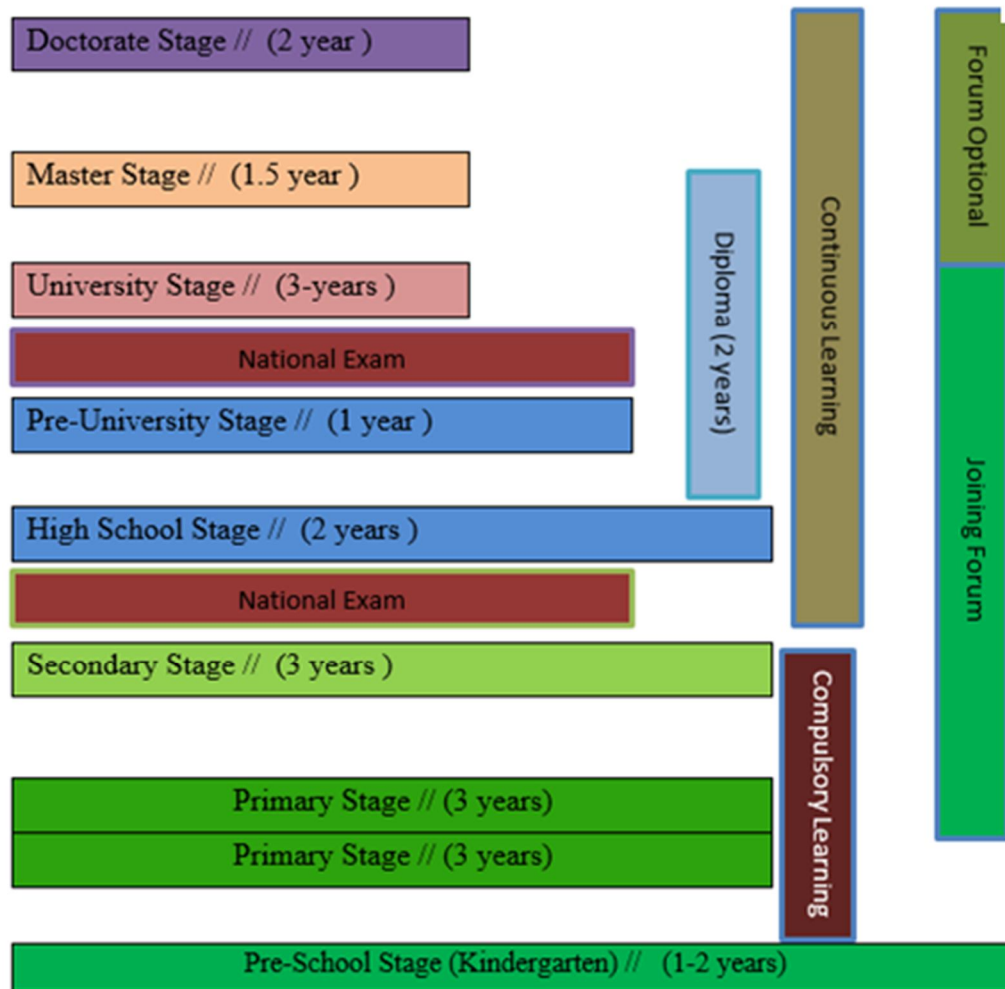 Doctorate Stage // (2 year )
Master Stage // (1.5 year )
University Stage // (3-years )
National Exam
Pre-University Stage // (1 year )
High School Stage // (2 years )
National Exam
Secondary Stage // (3 years )
Primary Stage // (3 years)
Primary Stage // (3 years)
Pre-School Stage (Kindergarten) // (1-2 years)
Diploma (2 years)
Continuous Learning
Compulsory Learning
Forum Optional
Joining Forum